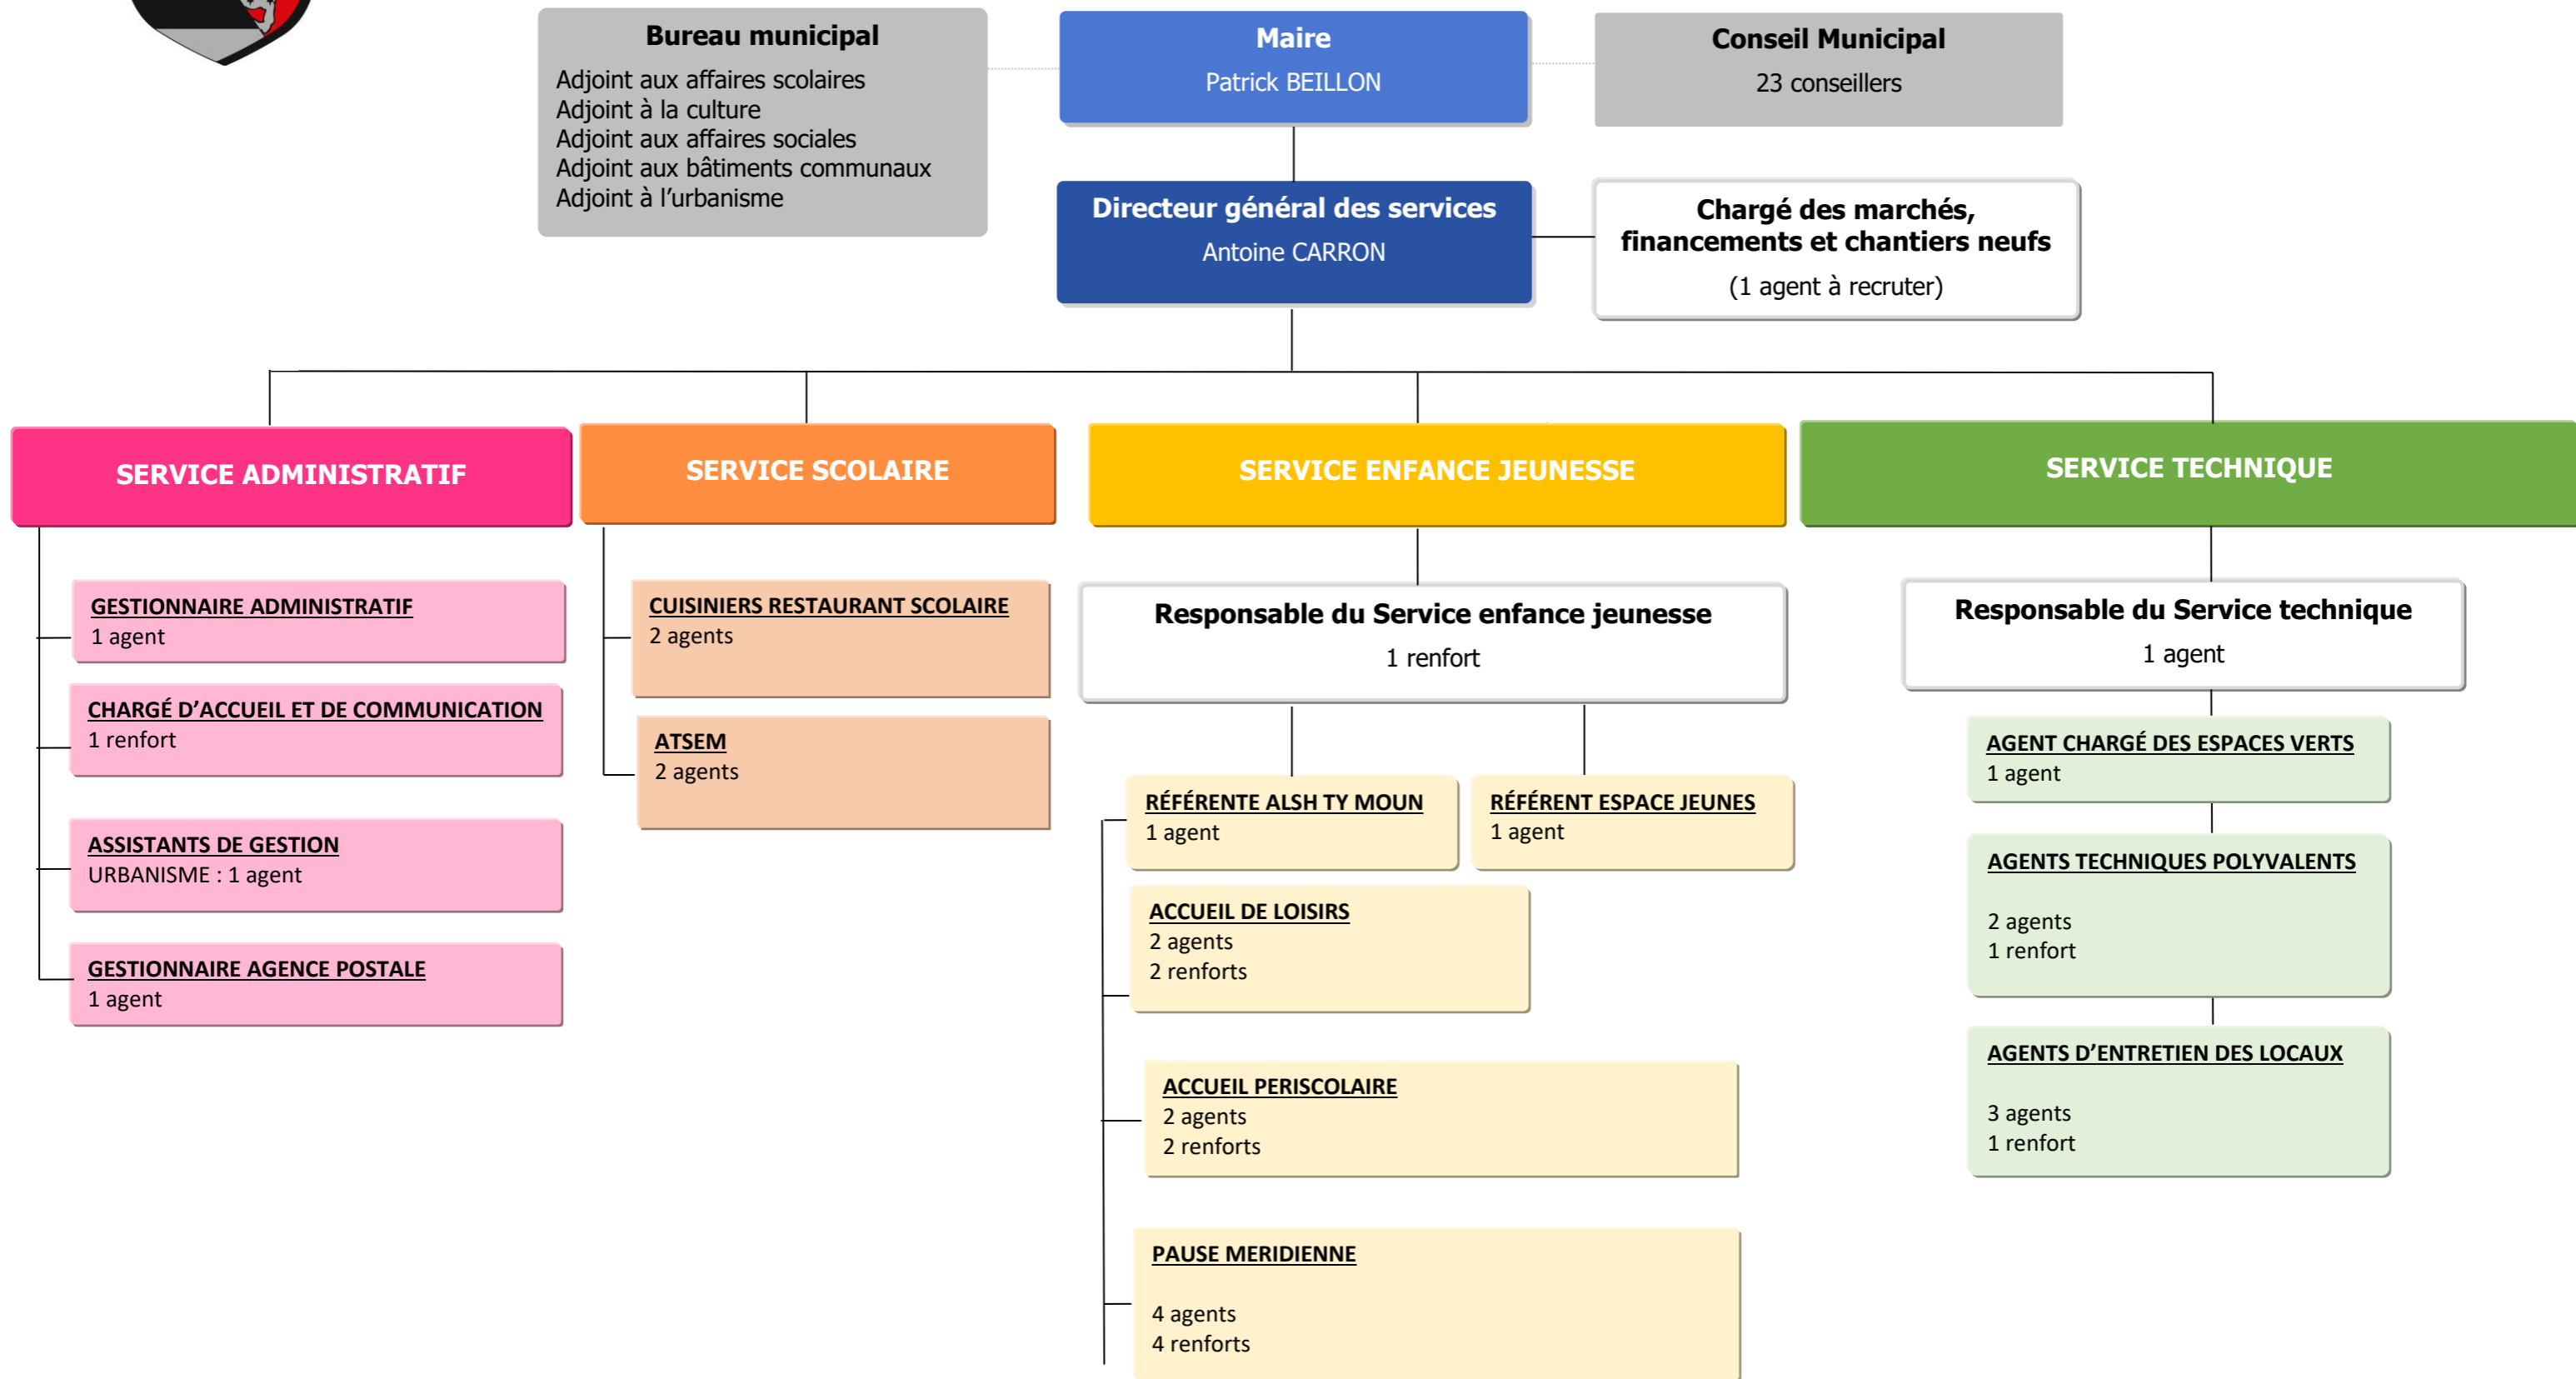 Bureau municipal
Adjoint aux affaires scolaires
Adjoint à la culture
Adjoint aux affaires sociales
Adjoint aux bâtiments communaux
Adjoint à l’urbanisme
Maire
Patrick BEILLON
Conseil Municipal
23 conseillers
Directeur général des services
Antoine CARRON
Chargé des marchés,
financements et chantiers neufs
(1 agent à recruter)
SERVICE ADMINISTRATIF
GESTIONNAIRE ADMINISTRATIF
1 agent
CHARGÉ D’ACCUEIL ET DE COMMUNICATION
1 renfort
ASSISTANTS DE GESTION
URBANISME : 1 agent
GESTIONNAIRE AGENCE POSTALE
1 agent
SERVICE SCOLAIRE
CUISINIERS RESTAURANT SCOLAIRE
2 agents
ATSEM
2 agents
SERVICE ENFANCE JEUNESSE
Responsable du Service enfance jeunesse
1 renfort
RÉFÉRENTE ALSH TY MOUN
1 agent
RÉFÉRENT ESPACE JEUNES
1 agent
ACCUEIL DE LOISIRS
2 agents
2 renforts
ACCUEIL PERISCOLAIRE
2 agents
2 renforts
PAUSE MERIDIENNE
4 agents
4 renforts
SERVICE TECHNIQUE
Responsable du Service technique
1 agent
AGENT CHARGÉ DES ESPACES VERTS
1 agent
AGENTS TECHNIQUES POLYVALENTS
2 agents
1 renfort
AGENTS D’ENTRETIEN DES LOCAUX
3 agents
1 renfort